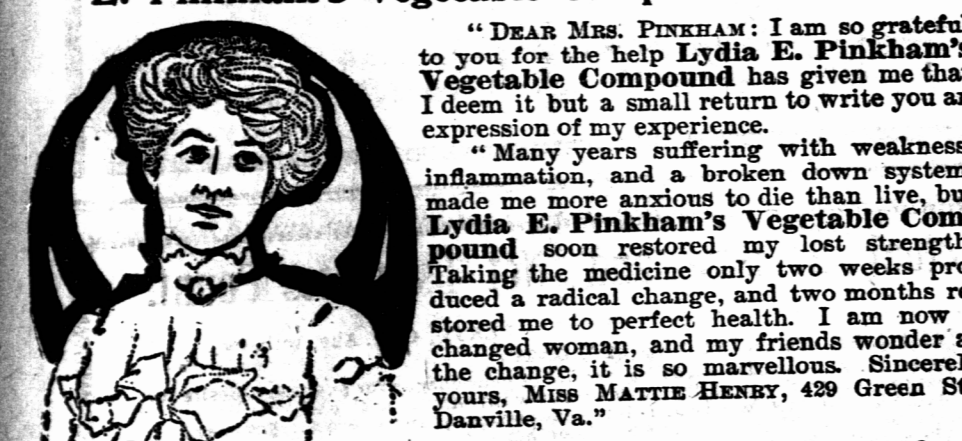 “ DEAR MRS. PINKHAM: I am so grateful
to you for the help Lydia E. Pinkham's
Vegetable Compound has given me that
I deem it but a small return to write you an
expression of my experience.
“ Many years suffering with weakness
inflammation, and a broken down system
made me more anxious to die than live, bu
Lydia E. Pinkham's Vegetable Com
pound soon restored my lost strength
Taking the medicine only two weeks pro
duced a radical change, and two months re
stored me to perfect health. I am now
changed woman, and my friends wonder a
the change, it is so marvellous. Sincerel
yours, MISS MATTIE HENRY, 429 Green St
Danville, Va.”